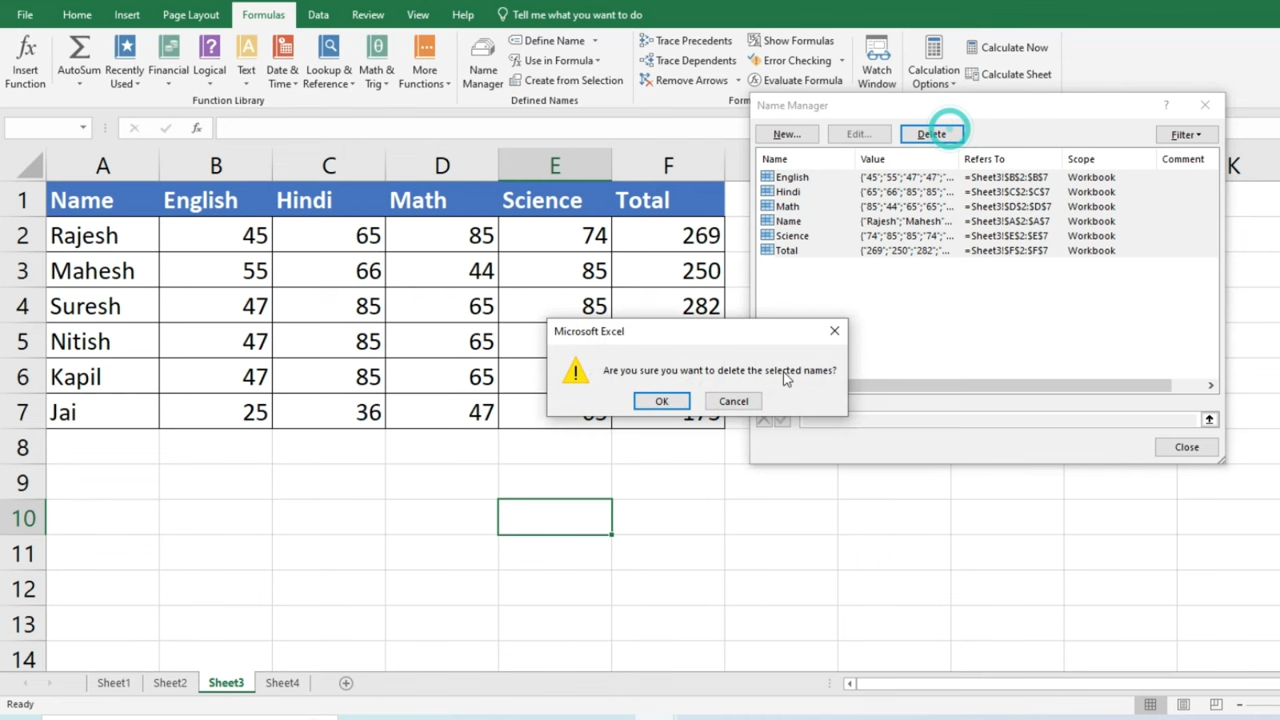 File Home Insert Page Layout Formulas Data Review View Help Tell me what you want to do
fx Insert Function
AutoSum
Recently Used
Financial
Logical
Text
Date & Time
Lookup & Reference
Math & Trig
More Functions
Function Library
Name Manager
Define Name
Use in Formula
Create from Selection
Defined Names
Trace Precedents
Trace Dependents
Remove Arrows
Show Formulas
Error Checking
Evaluate Formula
Watch Window
Calculation Options
Calculate Now
Calculate Sheet
fx
A B C D E F K
1 Name English Hindi Math Science Total
2 Rajesh 45 65 85 74 269
3 Mahesh 55 66 44 85 250
4 Suresh 47 85 65 85 282
5 Nitish 47 85 65
6 Kapil 47 85 65
7 Jai 25 36 47
8
9
10
11
12
13
14
Name Manager ?
New... Edit... Delete Filter
Name Value Refers To Scope Comment
English {"45";"55";"47";"47";"... =Sheet3!$B$2:$B$7 Workbook
Hindi {"65";"66";"85";"85";"... =Sheet3!$C$2:$C$7 Workbook
Math {"85";"44";"65";"65";"... =Sheet3!$D$2:$D$7 Workbook
Name {"Rajesh";"Mahesh"... =Sheet3!$A$2:$A$7 Workbook
Science {"74";"85";"85";"74";"... =Sheet3!$E$2:$E$7 Workbook
Total {"269";"250";"282";"... =Sheet3!$F$2:$F$7 Workbook
Close
Microsoft Excel
Are you sure you want to delete the selected names?
OK Cancel
Sheet1 Sheet2 Sheet3 Sheet4
Ready